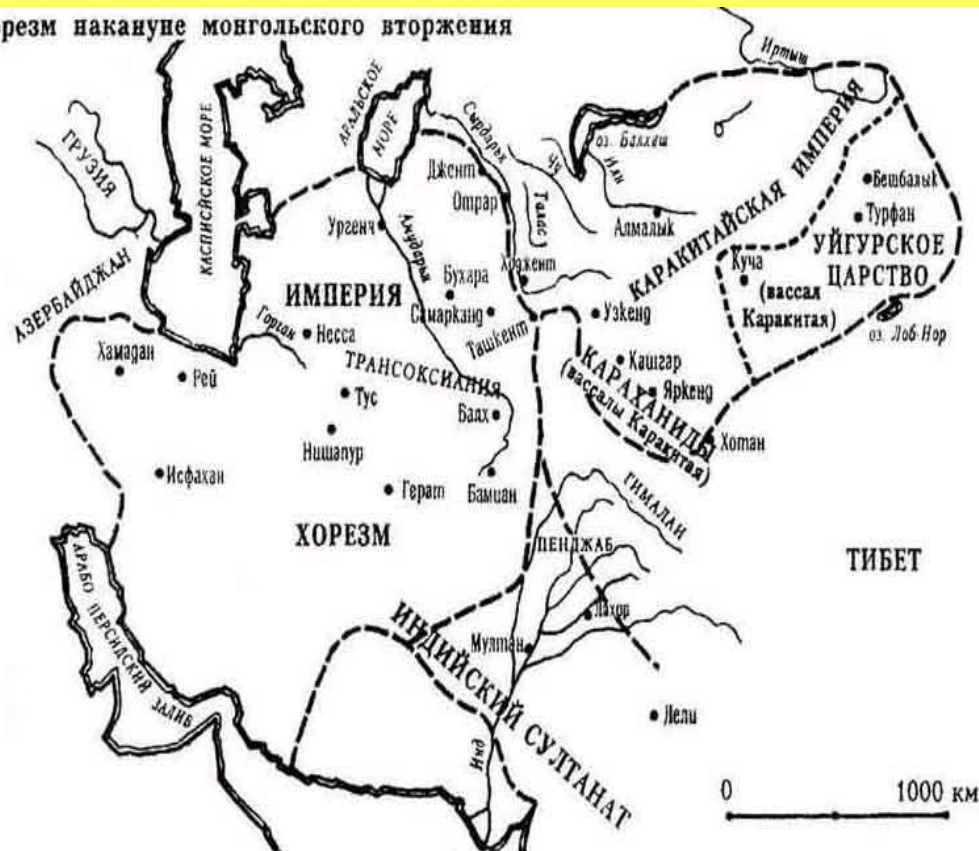 резм накануне монгольского вторжения
Иртыш
ГРУЗИЯ
КАСПИЙСКОЕ МОРЕ
АРАЛЬСКОЕ
МОРЕ
Сырдарья
Чу
Или
оз. Балхеш
КАРАКИТАЙСКАЯ ИМПЕРИЯ
Джент
Отрар
Талас
Алмалык
Бешбалык
Турфан
УЙГУРСКОЕ
ЦАРСТВО
Куча
(вассал
Каракитая)
оз. Лоб-Нор
Ургенч
Амударья
Бухара
Ходжент
АЗЕРБАЙДЖАН
ИМПЕРИЯ
Самарканд
Ташкент
Узкенд
Горган
Несса
Хамадан
Рей
ТРАНСОКСИАНИЯ
Кашгар
Яркенд
КАРАХАНИДЫ
(вассалы Каракитая)
Хотан
Тус
Балх
Нишапур
Исфахан
Герат
Бамиан
ГИМАЛАИ
ХОРЕЗМ
ПЕНДЖАБ
ТИБЕТ
АРАБО ПЕРСИДСКИЙ ЗАЛИВ
Лахор
Мултан
ИНДИЙСКИЙ СУЛТАНАТ
Дели
Инд
0 1000 км